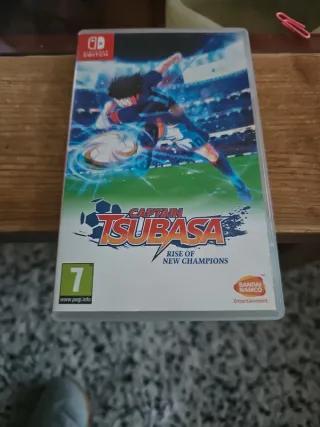 NINTENDO
SWITCH
CAPTAIN
TSUBASA
RISE OF
NEW CHAMPIONS
7
www.pegi.info
BANDAI
NAMCO
Entertainment